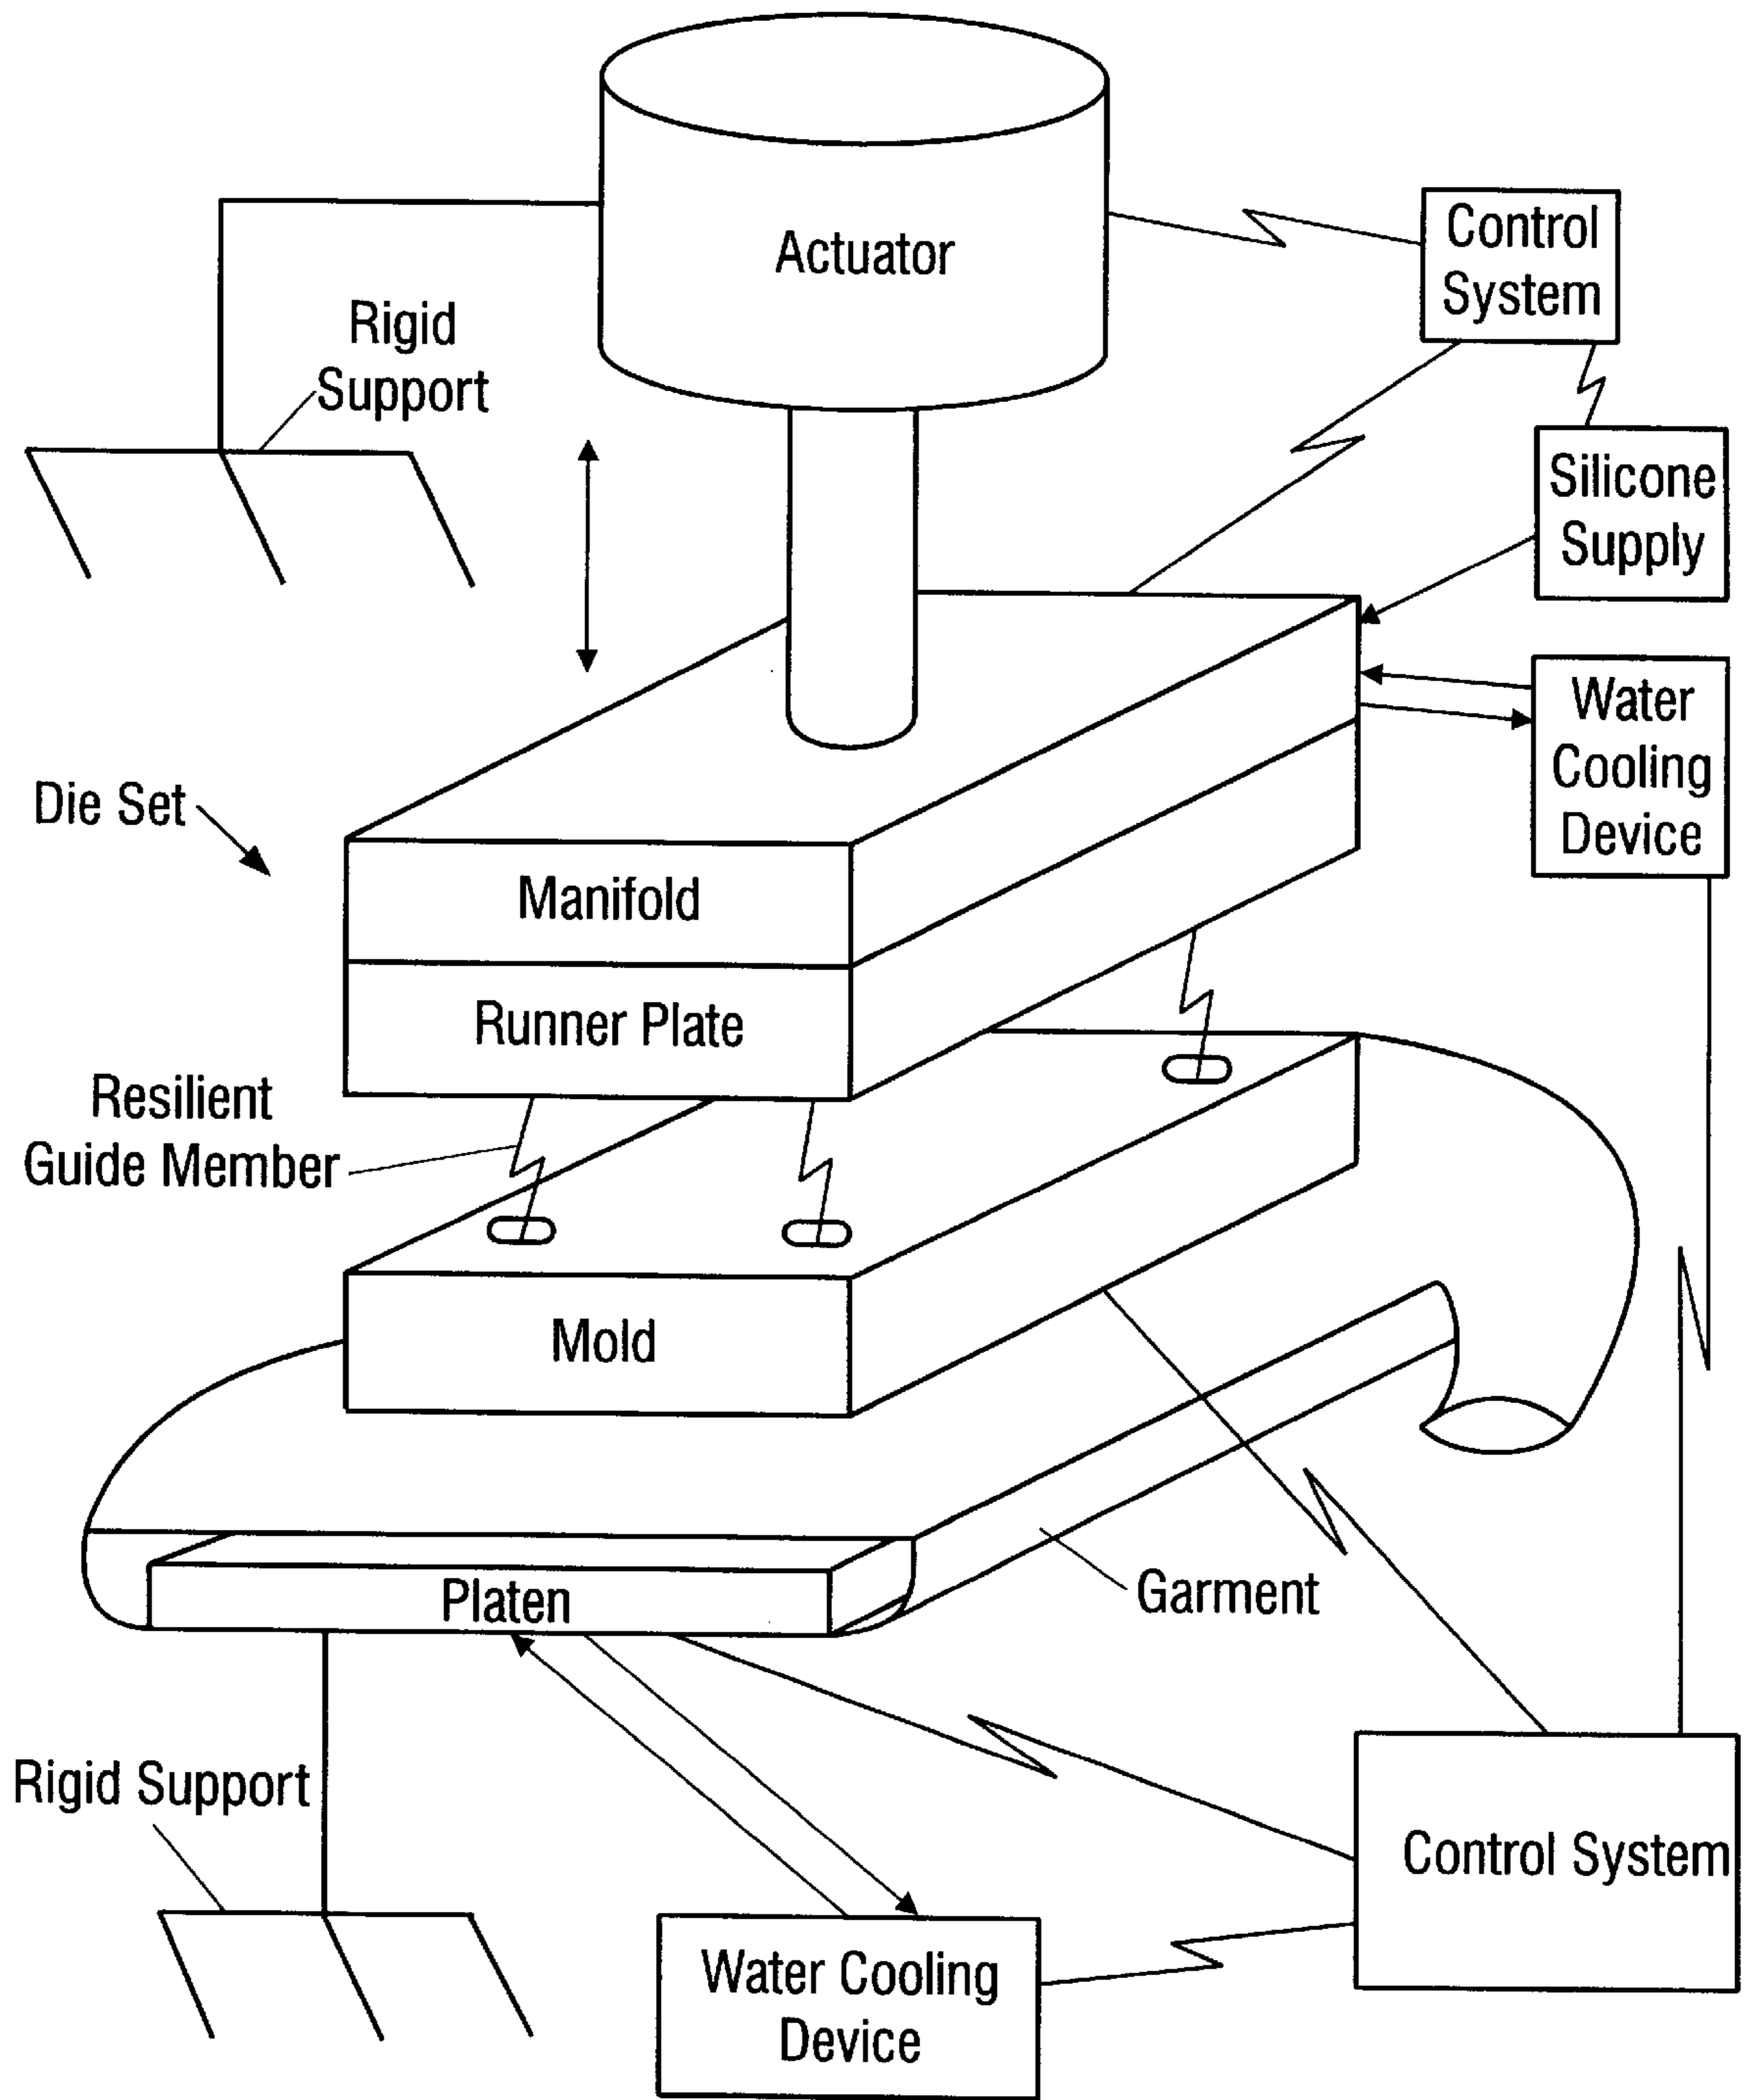 Actuator
Control
System
Rigid
Support
Silicone
Supply
Water
Cooling
Device
Die Set
Manifold
Runner Plate
Resilient
Guide Member
Mold
Platen
Garment
Rigid Support
Control System
Water Cooling
Device